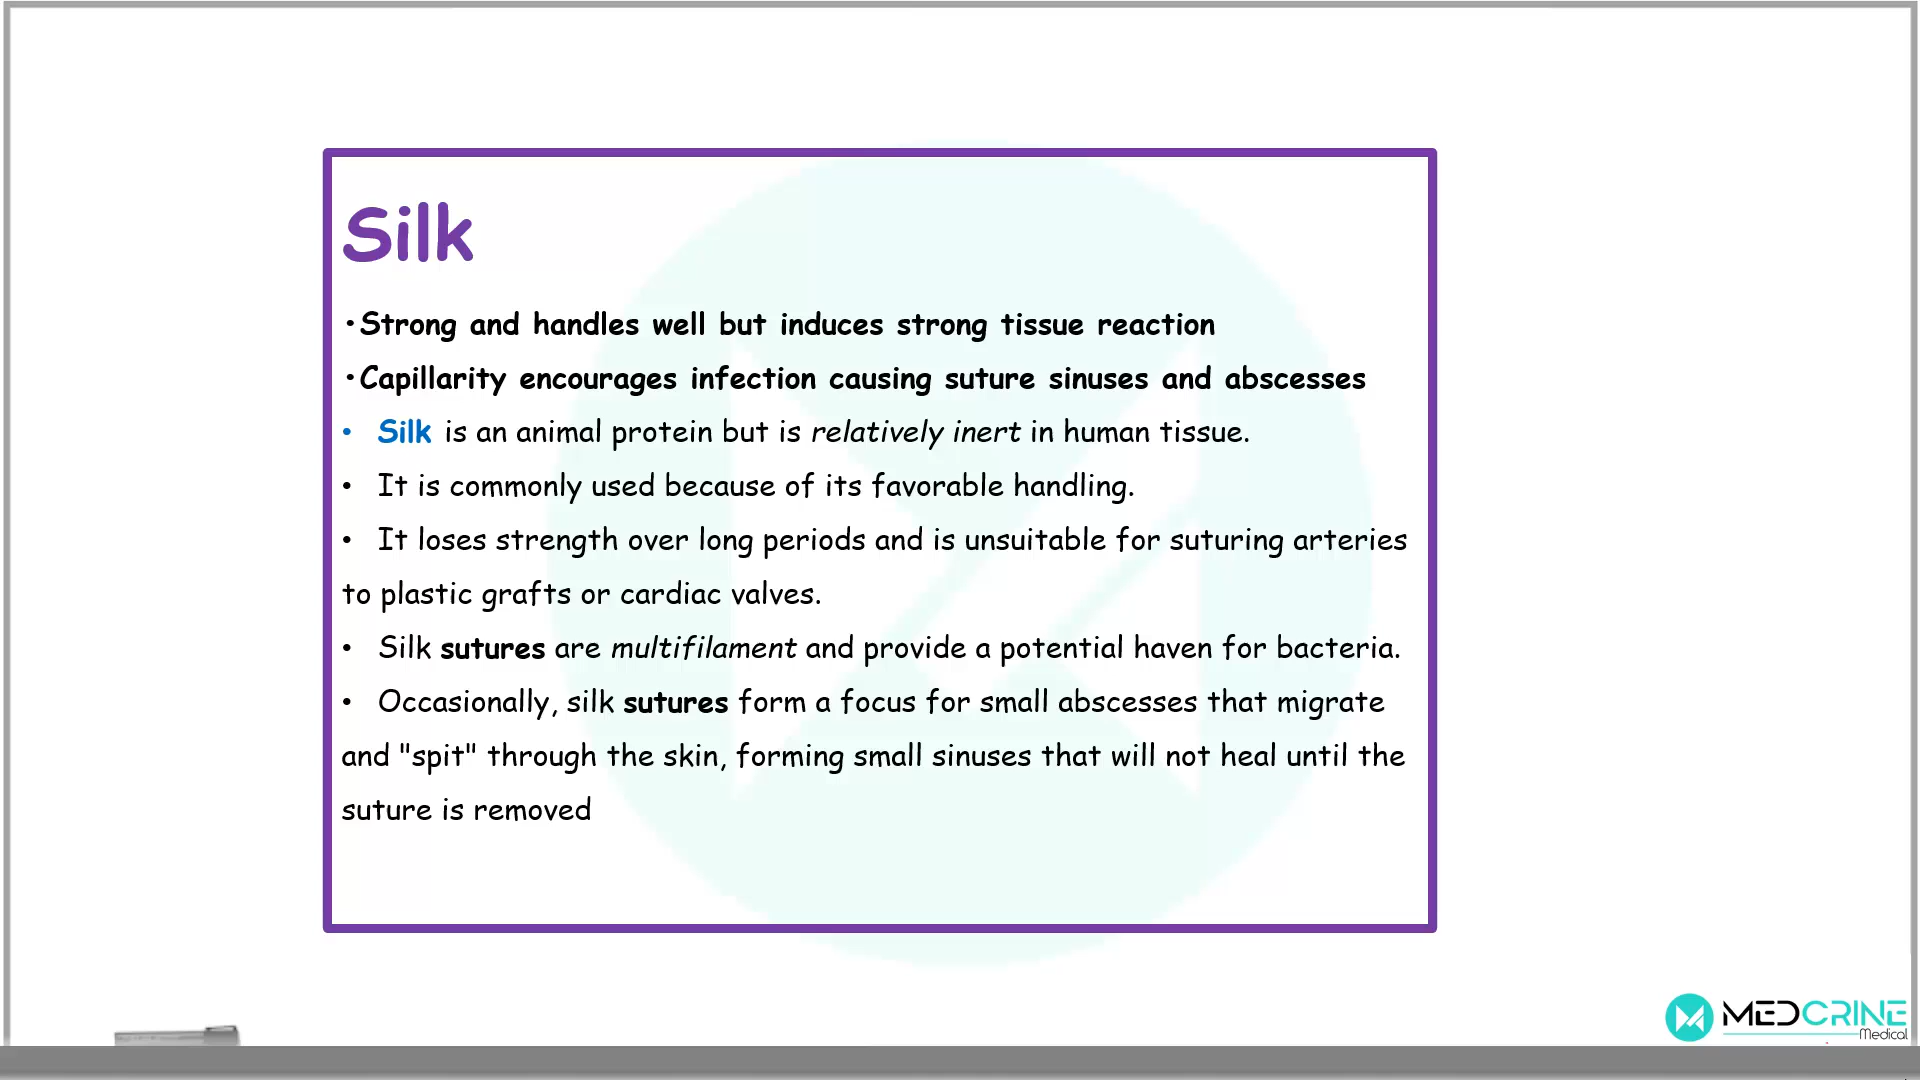 Silk
•Strong and handles well but induces strong tissue reaction
•Capillarity encourages infection causing suture sinuses and abscesses
• Silk is an animal protein but is relatively inert in human tissue.
• It is commonly used because of its favorable handling.
• It loses strength over long periods and is unsuitable for suturing arteries
to plastic grafts or cardiac valves.
• Silk sutures are multifilament and provide a potential haven for bacteria.
• Occasionally, silk sutures form a focus for small abscesses that migrate
and "spit" through the skin, forming small sinuses that will not heal until the
suture is removed
MEDCRINE
Medical